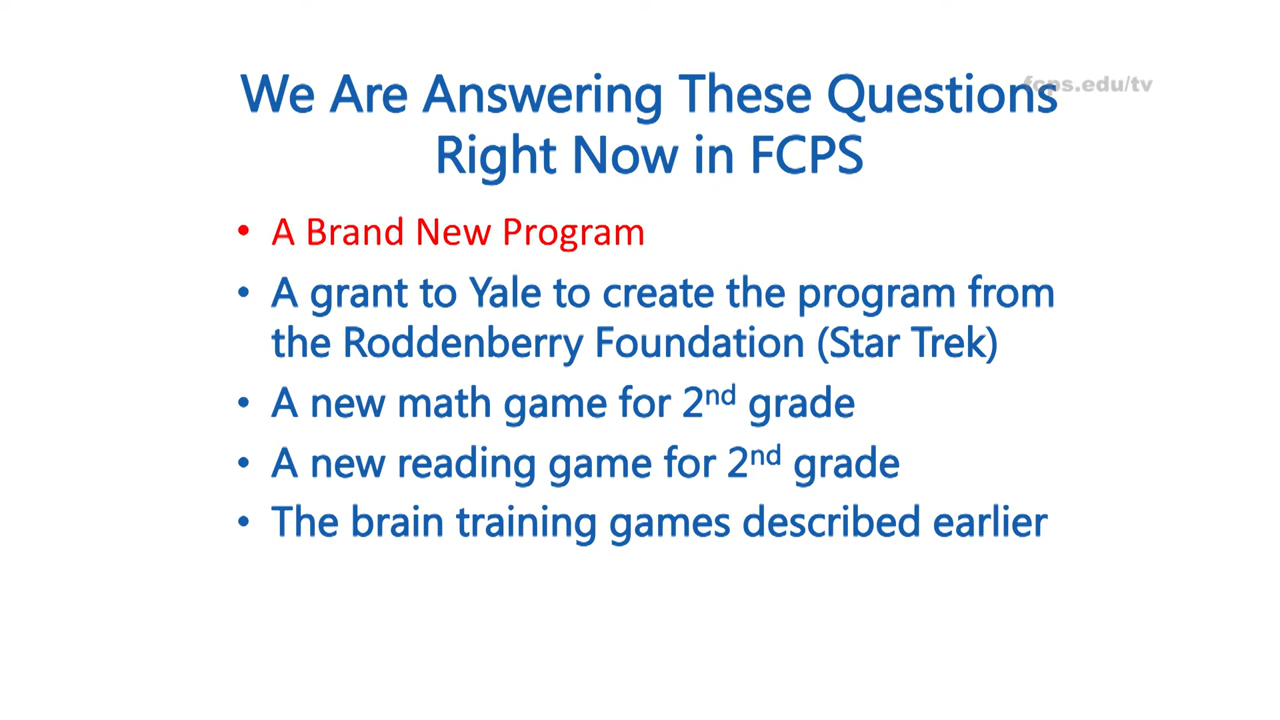 fcps.edu/tv
We Are Answering These Questions
Right Now in FCPS
• A Brand New Program
• A grant to Yale to create the program from
the Roddenberry Foundation (Star Trek)
• A new math game for 2nd grade
• A new reading game for 2nd grade
• The brain training games described earlier